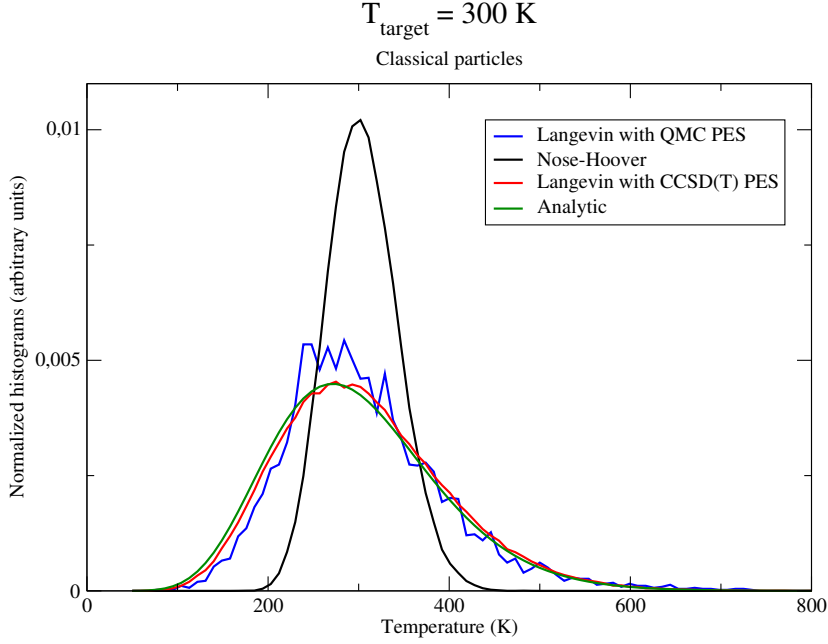 T_target = 300 K
Classical particles
Normalized histograms (arbitrary units)
0,01
0,005
0
Langevin with QMC PES
Nose-Hoover
Langevin with CCSD(T) PES
Analytic
0 200 400 600 800
Temperature (K)